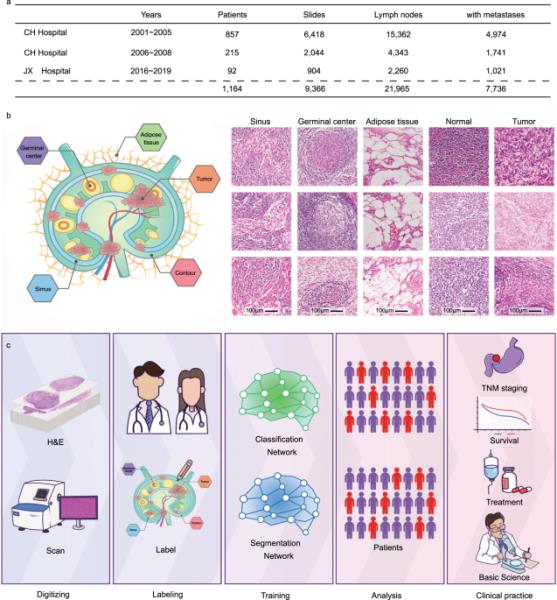 a
Years Patients Slides Lymph nodes with metastases
CH Hospital 2001~2005 857 6,418 15,362 4,974
CH Hospital 2006~2008 215 2,044 4,343 1,741
JX Hospital 2016~2019 92 904 2,260 1,021
1,164 9,366 21,965 7,736
b
Germinal
center
Adipose
tissue
Tumor
Sinus
Contour
Sinus Germinal center Adipose tissue Normal Tumor
100μm 100μm 100μm 100μm 100μm
c
H&E
Scan
Digitizing
Tumor
Label
Labeling
Classification
Network
Segmentation
Network
Training
Patients
Analysis
TNM staging
Survival
Treatment
Basic Science
Clinical practice